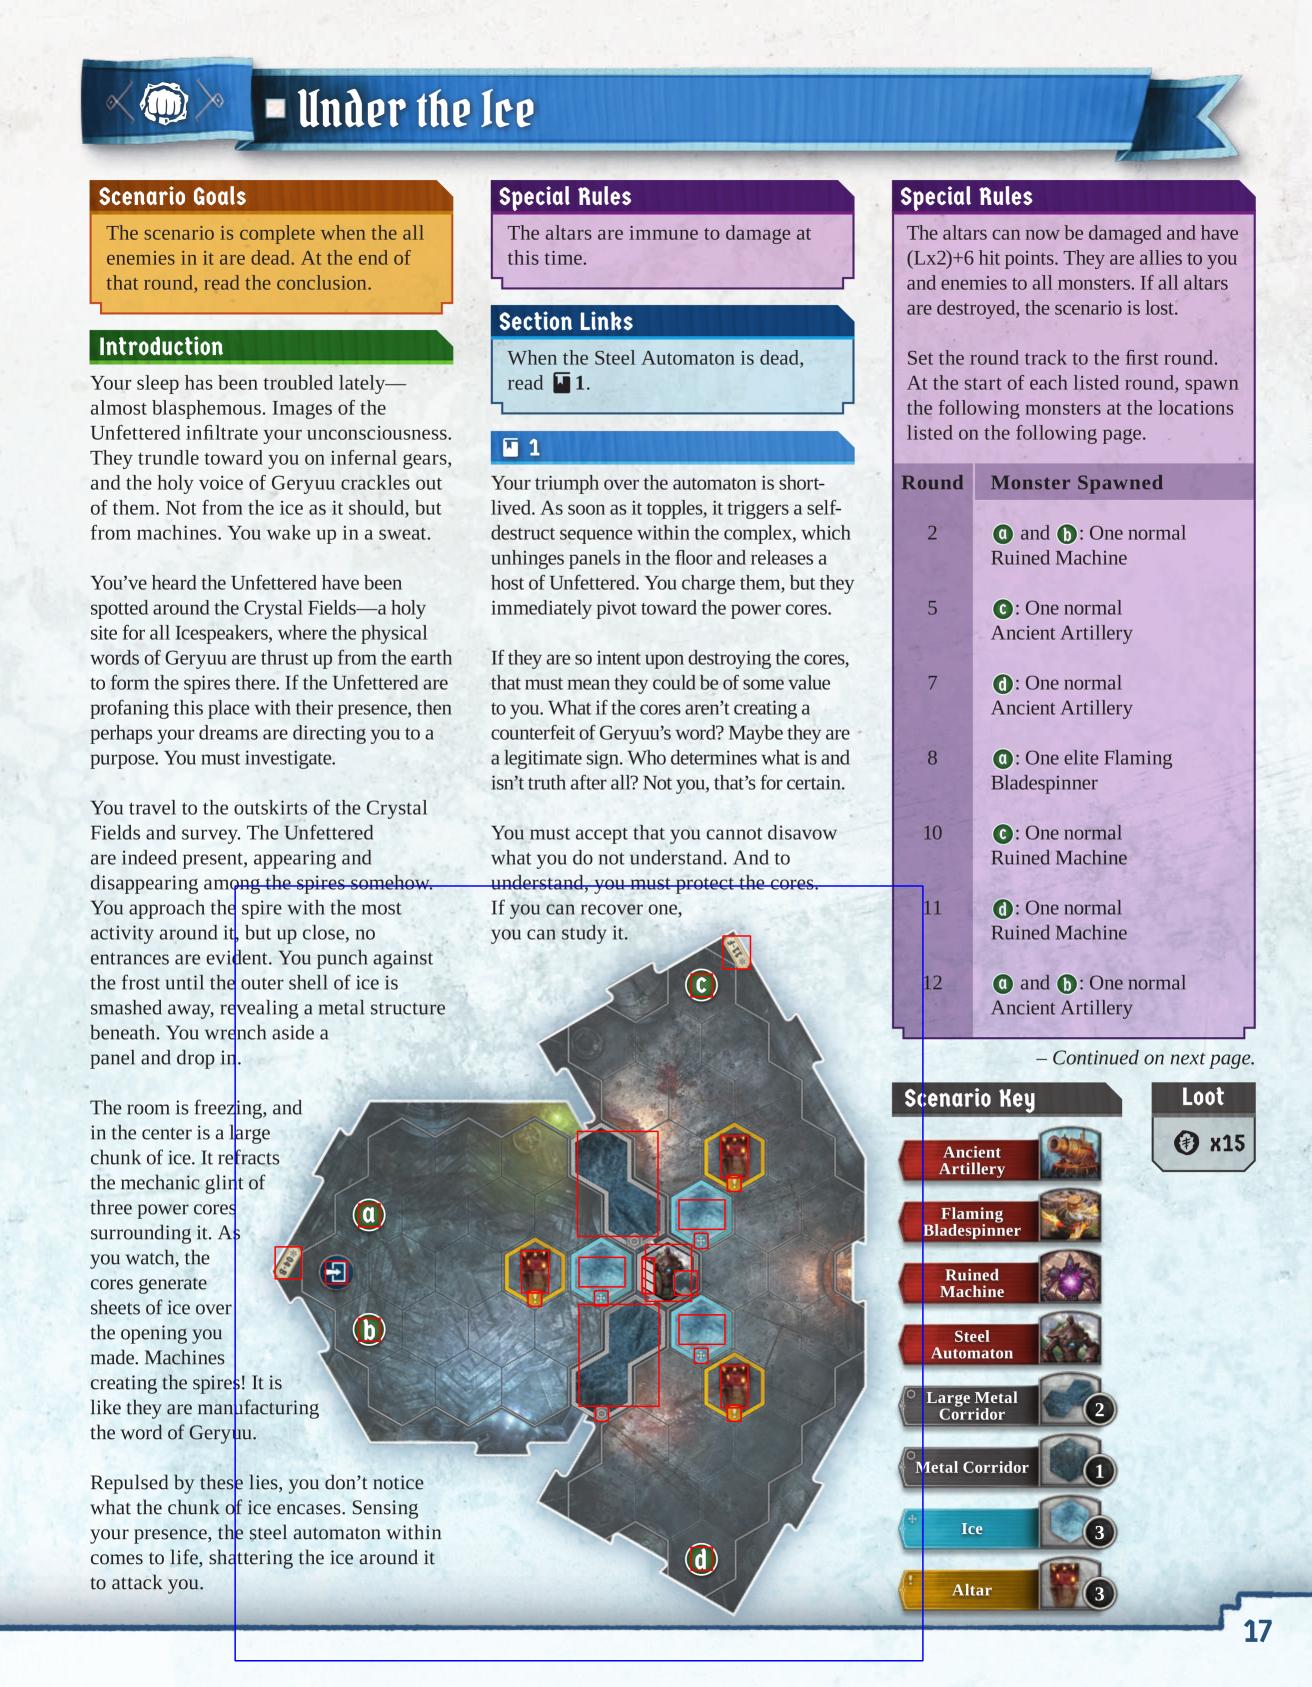 Under the Ice
Scenario Goals
The scenario is complete when the all
enemies in it are dead. At the end of
that round, read the conclusion.
Introduction
Your sleep has been troubled lately—
almost blasphemous. Images of the
Unfettered infiltrate your unconsciousness.
They trundle toward you on infernal gears,
and the holy voice of Geryuu crackles out
of them. Not from the ice as it should, but
from machines. You wake up in a sweat.
You’ve heard the Unfettered have been
spotted around the Crystal Fields—a holy
site for all Icespeakers, where the physical
words of Geryuu are thrust up from the earth
to form the spires there. If the Unfettered are
profaning this place with their presence, then
perhaps your dreams are directing you to a
purpose. You must investigate.
You travel to the outskirts of the Crystal
Fields and survey. The Unfettered
are indeed present, appearing and
disappearing among the spires somehow.
You approach the spire with the most
activity around it, but up close, no
entrances are evident. You punch against
the frost until the outer shell of ice is
smashed away, revealing a metal structure
beneath. You wrench aside a
panel and drop in.
The room is freezing, and
in the center is a large
chunk of ice. It refracts
the mechanic glint of
three power cores
surrounding it. As
you watch, the
cores generate
sheets of ice over
the opening you
made. Machines
creating the spires! It is
like they are manufacturing
the word of Geryuu.
Repulsed by these lies, you don’t notice
what the chunk of ice encases. Sensing
your presence, the steel automaton within
comes to life, shattering the ice around it
to attack you.
Special Rules
The altars are immune to damage at
this time.
Section Links
When the Steel Automaton is dead,
read 1.
1
Your triumph over the automaton is short-
lived. As soon as it topples, it triggers a self-
destruct sequence within the complex, which
unhinges panels in the floor and releases a
host of Unfettered. You charge them, but they
immediately pivot toward the power cores.
If they are so intent upon destroying the cores,
that must mean they could be of some value
to you. What if the cores aren’t creating a
counterfeit of Geryuu’s word? Maybe they are
a legitimate sign. Who determines what is and
isn’t truth after all? Not you, that’s for certain.
You must accept that you cannot disavow
what you do not understand. And to
understand, you must protect the cores.
If you can recover one,
you can study it.
11-F
c
a
04-B
b
d
Special Rules
The altars can now be damaged and have
(Lx2)+6 hit points. They are allies to you
and enemies to all monsters. If all altars
are destroyed, the scenario is lost.
Set the round track to the first round.
At the start of each listed round, spawn
the following monsters at the locations
listed on the following page.
Round Monster Spawned
2 a and b: One normal
Ruined Machine
5 c: One normal
Ancient Artillery
7 d: One normal
Ancient Artillery
8 a: One elite Flaming
Bladespinner
10 c: One normal
Ruined Machine
11 d: One normal
Ruined Machine
12 a and b: One normal
Ancient Artillery
– Continued on next page.
Scenario Key
Ancient
Artillery
Flaming
Bladespinner
Ruined
Machine
Steel
Automaton
Large Metal
Corridor 2
Metal Corridor 1
Ice 3
Altar 3
Loot
x15
17